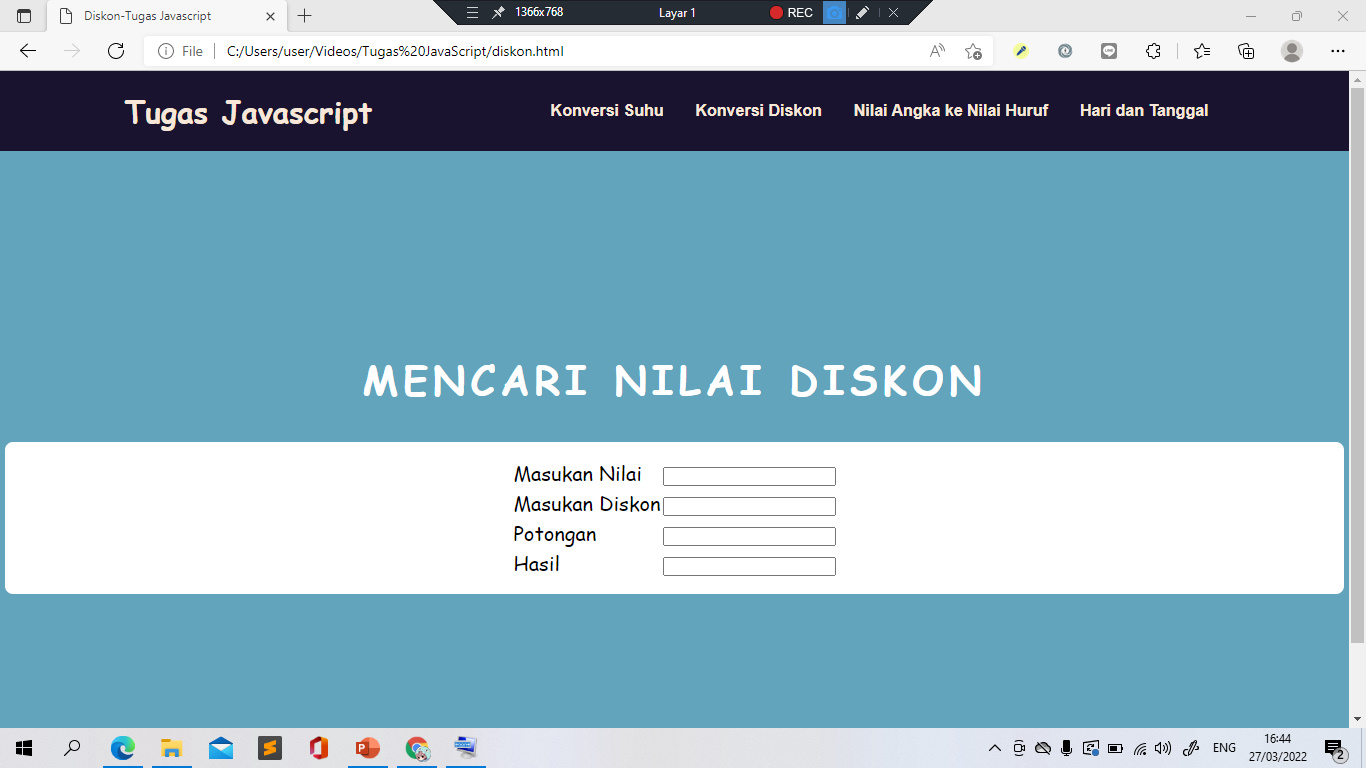 Diskon-Tugas Javascript
1366x768 Layar 1 REC
File C:/Users/user/Videos/Tugas%20JavaScript/diskon.html
Tugas Javascript Konversi Suhu Konversi Diskon Nilai Angka ke Nilai Huruf Hari dan Tanggal
MENCARI NILAI DISKON
Masukan Nilai
Masukan Diskon
Potongan
Hasil
ENG
16:44
27/03/2022
2